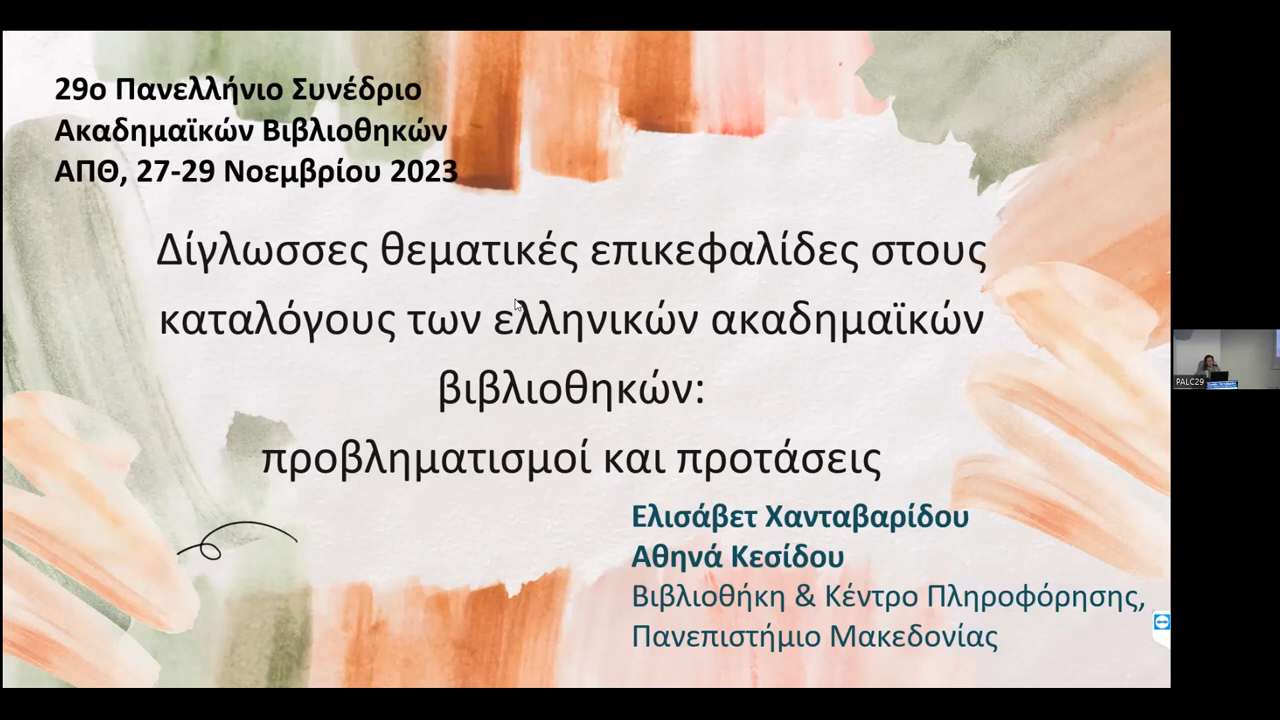 29ο Πανελλήνιο Συνέδριο
Ακαδημαϊκών Βιβλιοθηκών
ΑΠΘ, 27-29 Νοεμβρίου 2023
Δίγλωσσες θεματικές επικεφαλίδες στους
καταλόγους των ελληνικών ακαδημαϊκών
βιβλιοθηκών:
προβληματισμοί και προτάσεις
Ελισάβετ Χανταβαρίδου
Αθηνά Κεσίδου
Βιβλιοθήκη & Κέντρο Πληροφόρησης,
Πανεπιστήμιο Μακεδονίας
PALC29